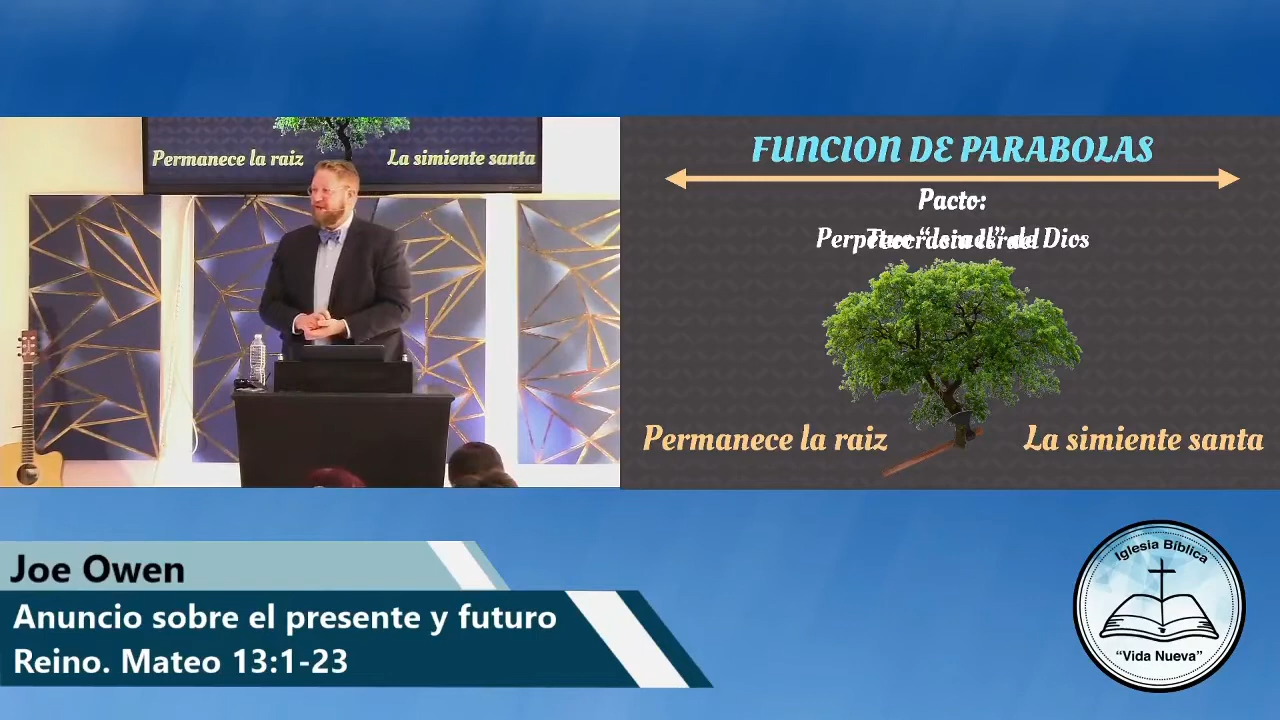 Permanece la raiz
La simiente santa
FUNCION DE PARABOLAS
Pacto:
Dios
Permanece la raiz
La simiente santa
Joe Owen
Anuncio sobre el presente y futuro
Reino. Mateo 13:1-23
Iglesia Bíblica
“Vida Nueva”